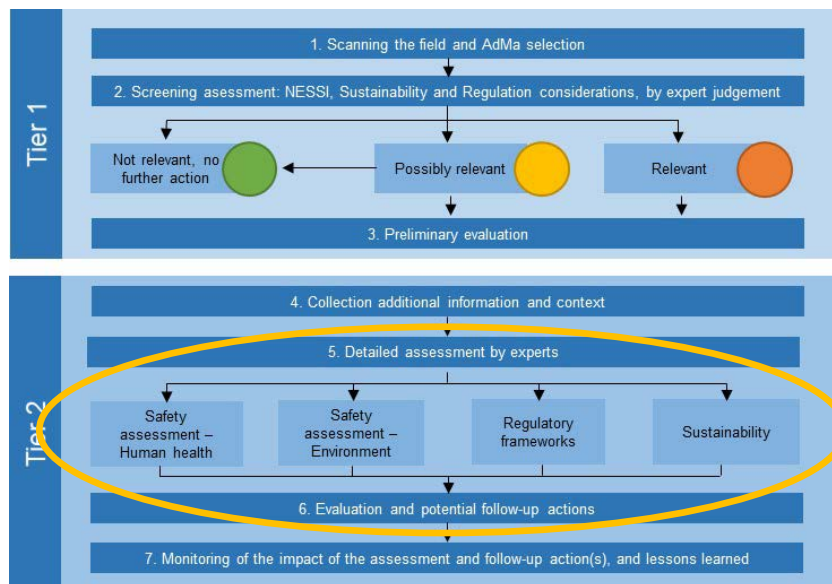 Tier 1
1. Scanning the field and AdMa selection
2. Screening asessment: NESSI, Sustainability and Regulation considerations, by expert judgement
Not relevant, no
further action
Possibly relevant
Relevant
3. Preliminary evaluation
Tier 2
4. Collection additional information and context
5. Detailed assessment by experts
Safety
assessment –
Human health
Safety
assessment –
Environment
Regulatory
frameworks
Sustainability
6. Evaluation and potential follow-up actions
7. Monitoring of the impact of the assessment and follow-up action(s), and lessons learned